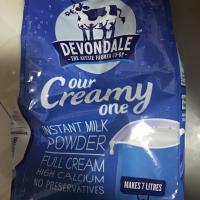 DEVONDALE
THE AUSSIE FARMER CO-OP
our
Creamy
one
INSTANT MILK
POWDER
FULL CREAM
HIGH CALCIUM
NO PRESERVATIVES
MAKES 7 LITRES